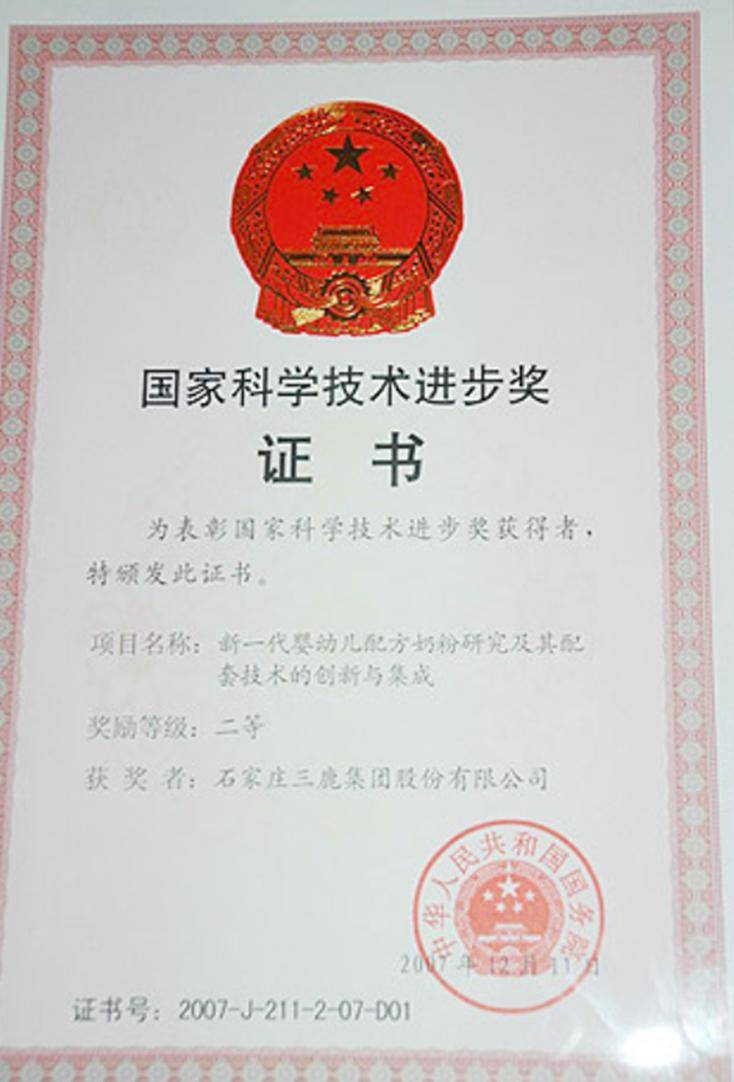 国家科学技术进步奖
证 书
为表彰国家科学技术进步奖获得者，
特颁发此证书。
项目名称：新一代婴幼儿配方奶粉研究及其配
套技术的创新与集成
奖励等级：二等
获 奖 者：石家庄三鹿集团股份有限公司
中华人民共和国国务院
2007年12月11日
证书号：2007-J-211-2-07-D01